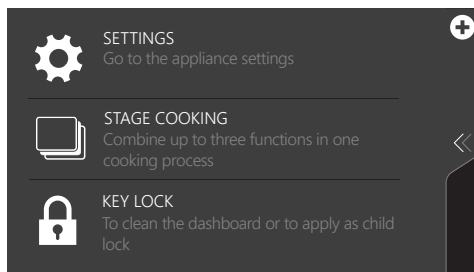 SETTINGS
Go to the appliance settings
STAGE COOKING
Combine up to three functions in one
cooking process
KEY LOCK
To clean the dashboard or to apply as child
lock